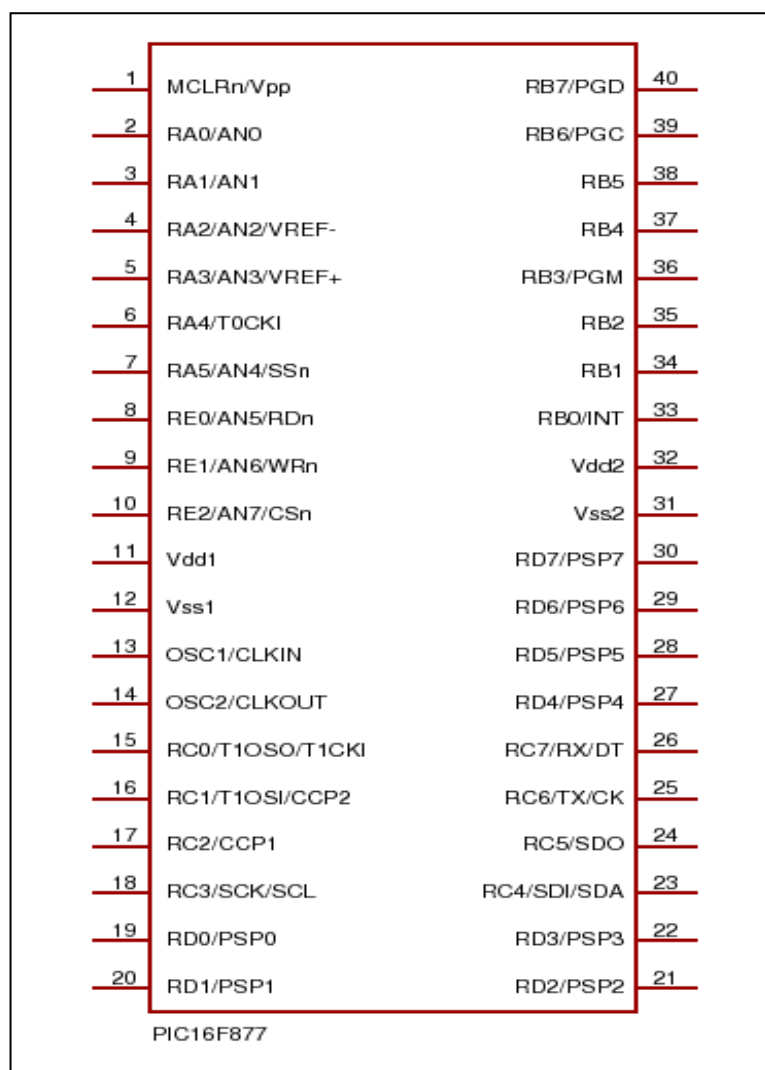 1 MCLRn/Vpp RB7/PGD 40
2 RA0/AN0 RB6/PGC 39
3 RA1/AN1 RB5 38
4 RA2/AN2/VREF- RB4 37
5 RA3/AN3/VREF+ RB3/PGM 36
6 RA4/T0CKI RB2 35
7 RA5/AN4/SSn RB1 34
8 RE0/AN5/RDn RB0/INT 33
9 RE1/AN6/WRn Vdd2 32
10 RE2/AN7/CSn Vss2 31
11 Vdd1 RD7/PSP7 30
12 Vss1 RD6/PSP6 29
13 OSC1/CLKIN RD5/PSP5 28
14 OSC2/CLKOUT RD4/PSP4 27
15 RC0/T1OSO/T1CKI RC7/RX/DT 26
16 RC1/T1OSI/CCP2 RC6/TX/CK 25
17 RC2/CCP1 RC5/SDO 24
18 RC3/SCK/SCL RC4/SDI/SDA 23
19 RD0/PSP0 RD3/PSP3 22
20 RD1/PSP1 RD2/PSP2 21
PIC16F877